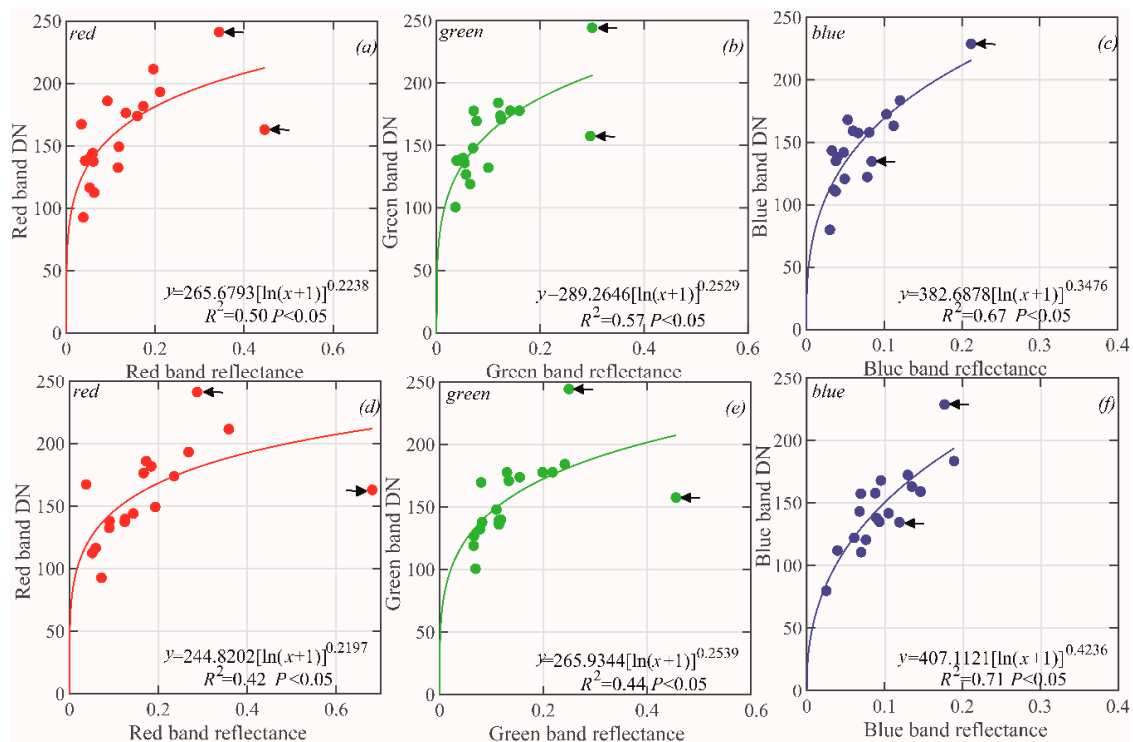 red
(a)
250
200
150
100
50
0
Red band DN
y=265.6793[ln(x+1)]^0.2238
R²=0.50 P<0.05
0 0.2 0.4 0.6
Red band reflectance
green
(b)
250
200
150
100
50
0
Green band DN
y−289.2646[ln(x+1)]^0.2529
R²=0.57 P<0.05
0 0.2 0.4 0.6
Green band reflectance
blue
(c)
250
200
150
100
50
0
Blue band DN
y=382.6878[ln(x+1)]^0.3476
R²=0.67 P<0.05
0 0.1 0.2 0.3 0.4
Blue band reflectance
red
(d)
250
200
150
100
50
0
Red band DN
y=244.8202[ln(x+1)]^0.2197
R²=0.42 P<0.05
0 0.2 0.4 0.6
Red band reflectance
green
(e)
250
200
150
100
50
0
Green band DN
y=265.9344[ln(x+1)]^0.2539
R²=0.44 P<0.05
0 0.2 0.4 0.6
Green band reflectance
blue
(f)
250
200
150
100
50
0
Blue band DN
y=407.1121[ln(x+1)]^0.4236
R²=0.71 P<0.05
0 0.1 0.2 0.3 0.4
Blue band reflectance